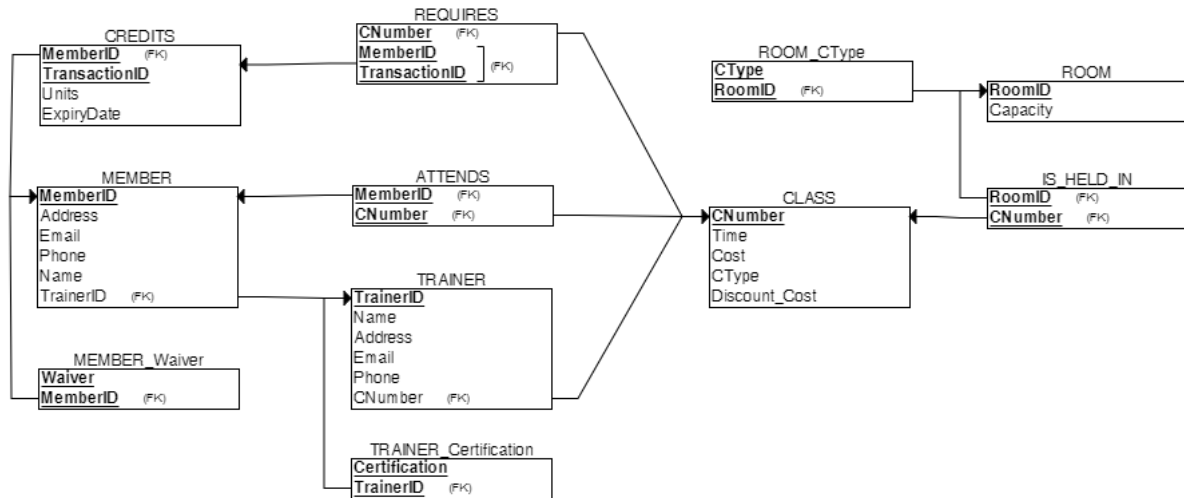 CREDITS
MemberID (FK)
TransactionID
Units
ExpiryDate
REQUIRES
CNumber (FK)
MemberID
TransactionID
(FK)
ROOM_CType
CType
RoomID (FK)
ROOM
RoomID
Capacity
MEMBER
MemberID
Address
Email
Phone
Name
TrainerID (FK)
ATTENDS
MemberID (FK)
CNumber (FK)
CLASS
CNumber
Time
Cost
CType
Discount_Cost
IS_HELD_IN
RoomID (FK)
CNumber (FK)
TRAINER
TrainerID
Name
Address
Email
Phone
CNumber (FK)
MEMBER_Waiver
Waiver
MemberID (FK)
TRAINER_Certification
Certification
TrainerID (FK)